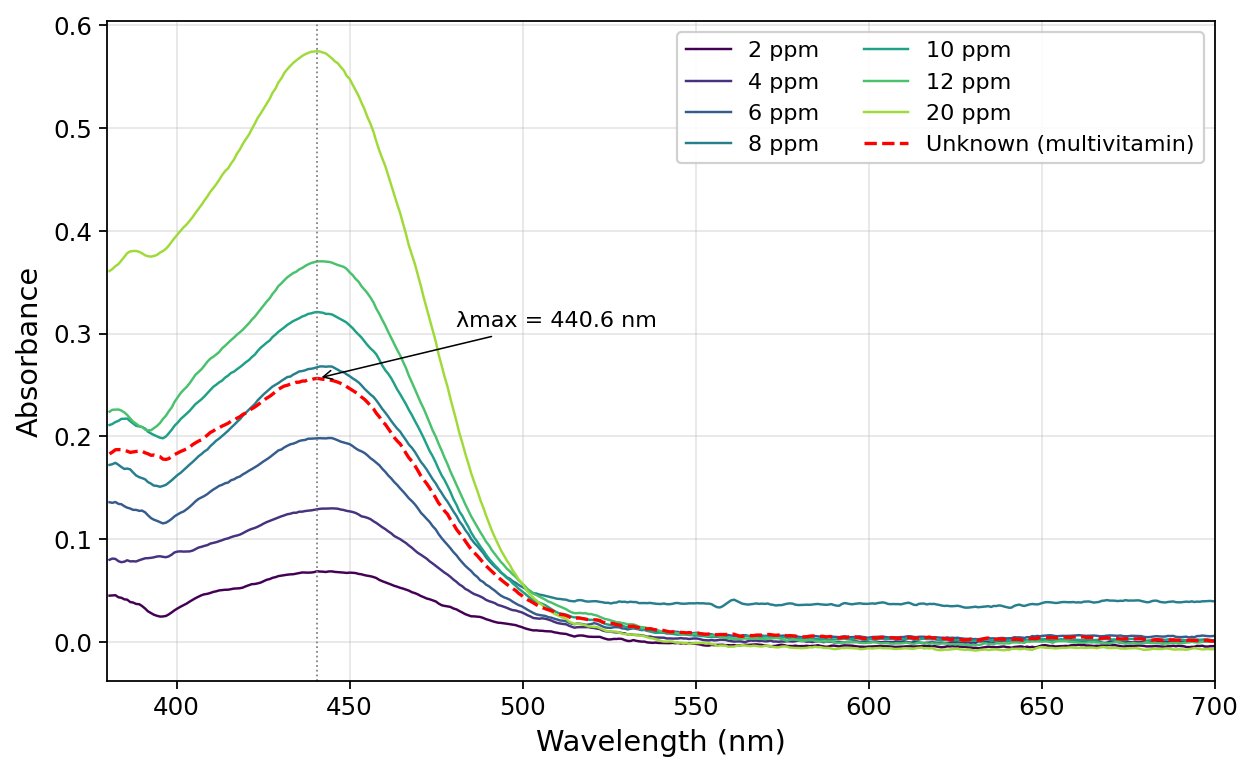 0.6
0.5
0.4
0.3
0.2
0.1
0.0
Absorbance
400 450 500 550 600 650 700
Wavelength (nm)
2 ppm
4 ppm
6 ppm
8 ppm
10 ppm
12 ppm
20 ppm
Unknown (multivitamin)
λmax = 440.6 nm